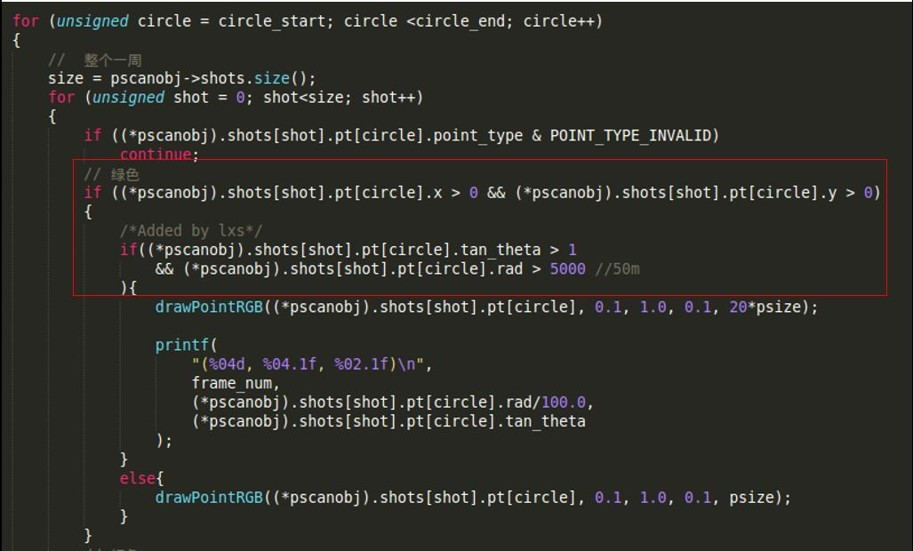 for (unsigned circle = circle_start; circle <circle_end; circle++)
{
// 整个一周
size = pscanobj->shots.size();
for (unsigned shot = 0; shot<size; shot++)
{
if ((*pscanobj).shots[shot].pt[circle].point_type & POINT_TYPE_INVALID)
continue;
// 绿色
if ((*pscanobj).shots[shot].pt[circle].x > 0 && (*pscanobj).shots[shot].pt[circle].y > 0)
{
/*Added by lxs*/
if((*pscanobj).shots[shot].pt[circle].tan_theta > 1
&& (*pscanobj).shots[shot].pt[circle].rad > 5000 //50m
){
drawPointRGB((*pscanobj).shots[shot].pt[circle], 0.1, 1.0, 0.1, 20*psize);
printf(
"(%04d, %04.1f, %02.1f)\n",
frame_num,
(*pscanobj).shots[shot].pt[circle].rad/100.0,
(*pscanobj).shots[shot].pt[circle].tan_theta
);
}
else{
drawPointRGB((*pscanobj).shots[shot].pt[circle], 0.1, 1.0, 0.1, psize);
}
}